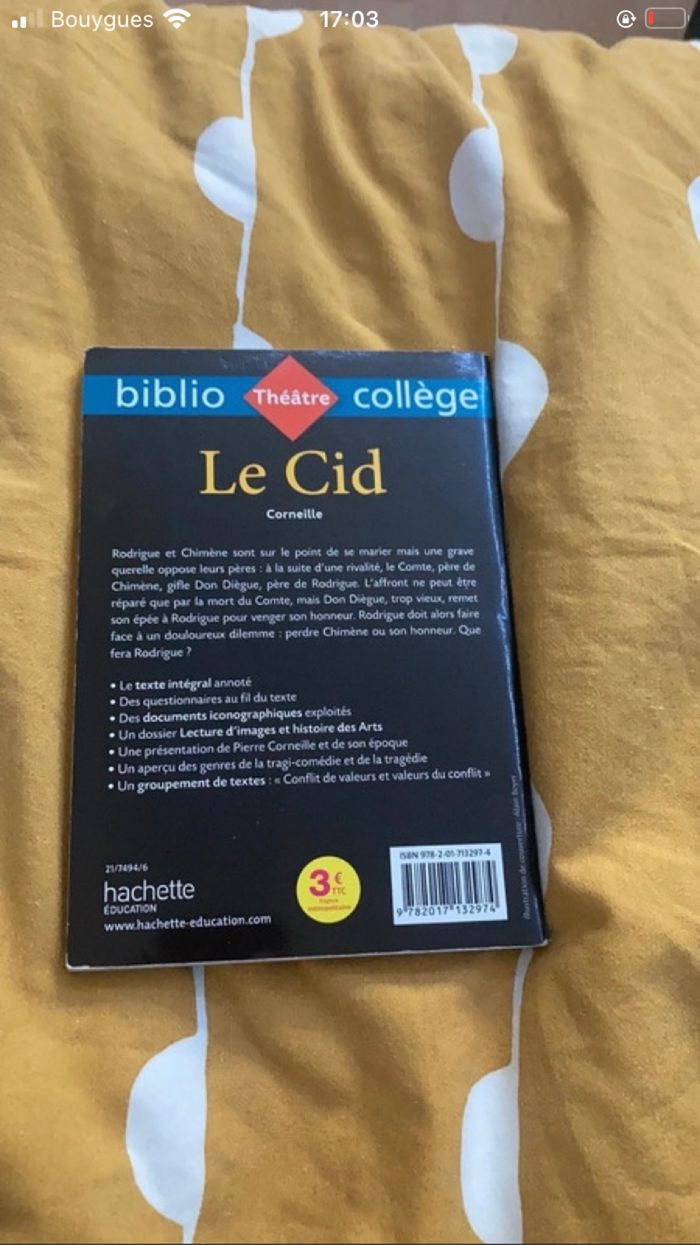 Bouygues 17:03
biblio Théâtre collège
Le Cid
Corneille
Rodrigue et Chimène sont sur le point de se marier mais une grave
querelle oppose leurs pères : à la suite d'une rivalité, le Comte, père de
Chimène, gifle Don Diègue, père de Rodrigue. L'affront ne peut être
réparé que par la mort du Comte, mais Don Diègue, trop vieux, remet
son épée à Rodrigue pour venger son honneur. Rodrigue doit alors faire
face à un douloureux dilemme : perdre Chimène ou son honneur. Que
fera Rodrigue ?
• Le texte intégral annoté
• Des questionnaires au fil du texte
• Des documents iconographiques exploités
• Un dossier Lecture d'images et histoire des Arts
• Une présentation de Pierre Corneille et de son époque
• Un aperçu des genres de la tragi-comédie et de la tragédie
• Un groupement de textes : « Conflit de valeurs et valeurs du conflit »
21/7494/6
hachette
ÉDUCATION
www.hachette-education.com
3 €
TTC
France
métropolitaine
ISBN 978-2-01-713297-4
9 782017 132974
Illustration de couverture : Alain Boyer